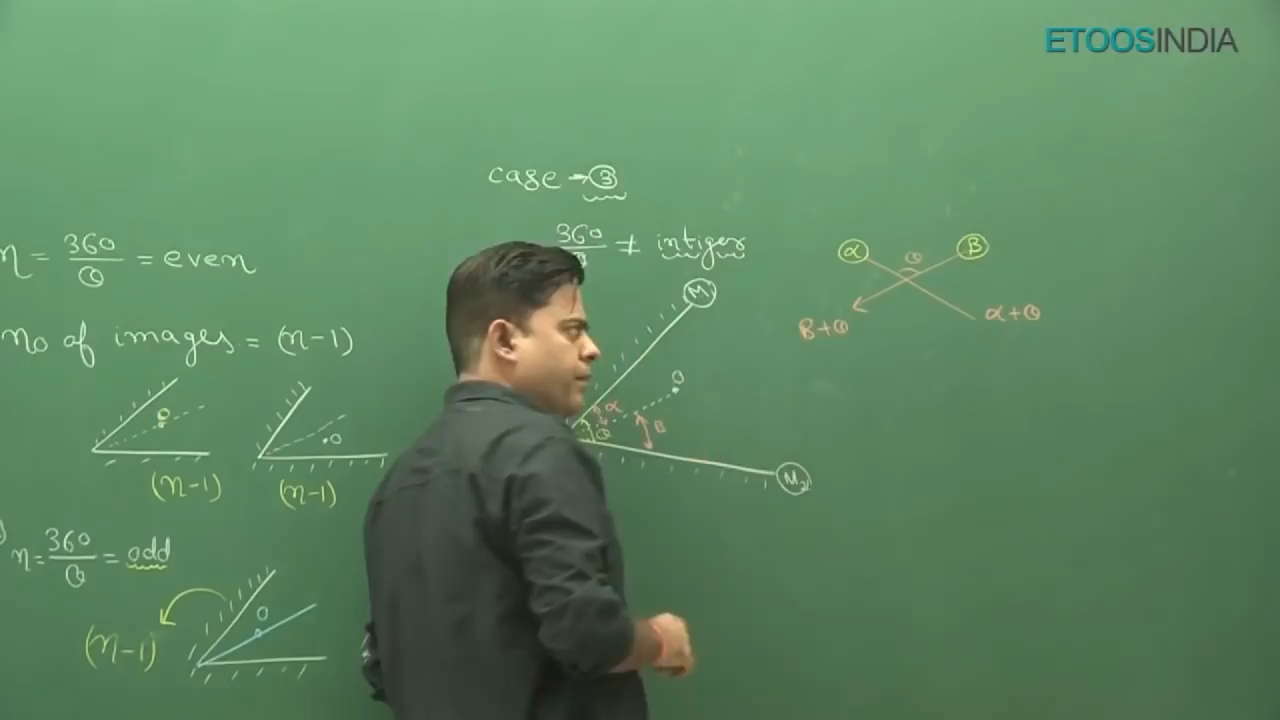 ETOOSINDIA
n = 360/θ = even
no of images = (n-1)
O
O
(n-1)
(n-1)
n = 360/θ = odd
O
(n-1)
case → 3
360/θ ≠ intiger
M1
O
α
θ
B
M2
α
B
θ
B+θ
α+θ